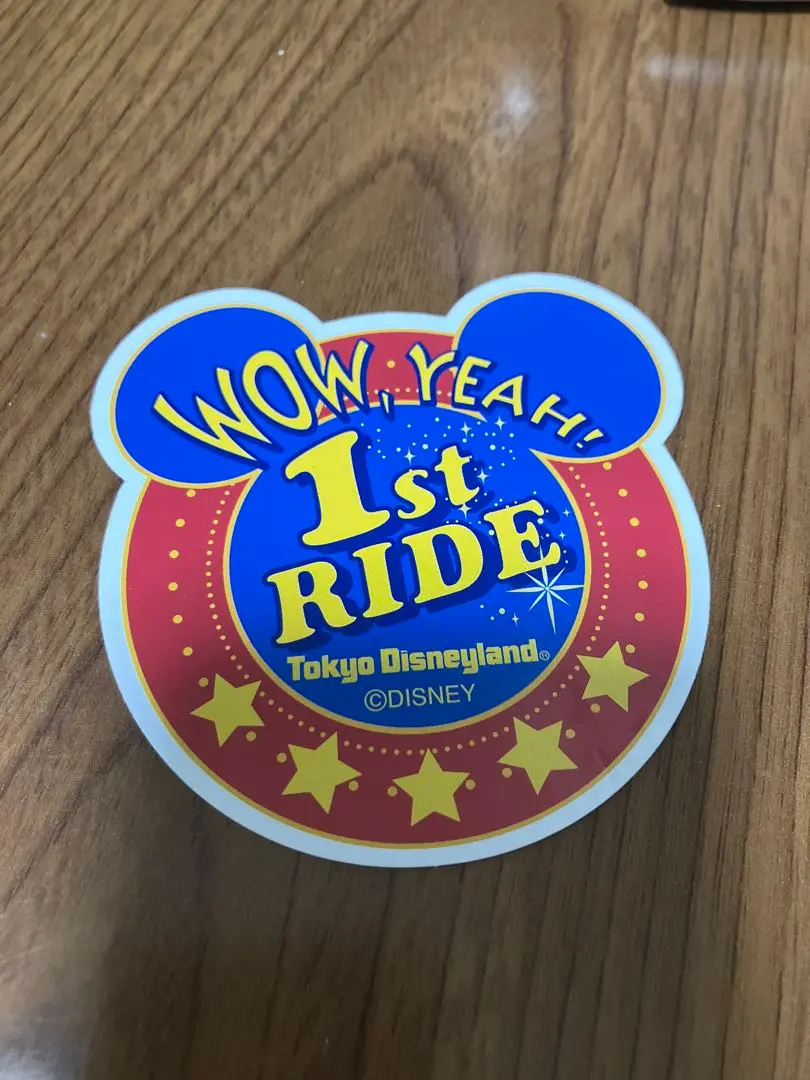 WOW, YEAH!
1st
RIDE
Tokyo Disneyland®
©DISNEY